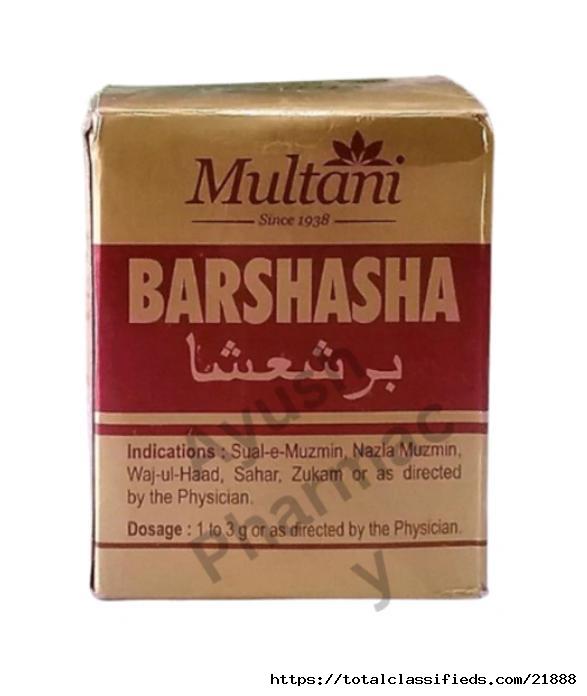 Multani
Since 1938
BARSHASHA
برشعشا
Indications : Sual-e-Muzmin, Nazla Muzmin,
Waj-ul-Haad, Sahar, Zukam or as directed
by the Physician.
Dosage : 1 to 3 g or as directed by the Physician.
Ayush
Pharmac
y
https://totalclassifieds.com/21888